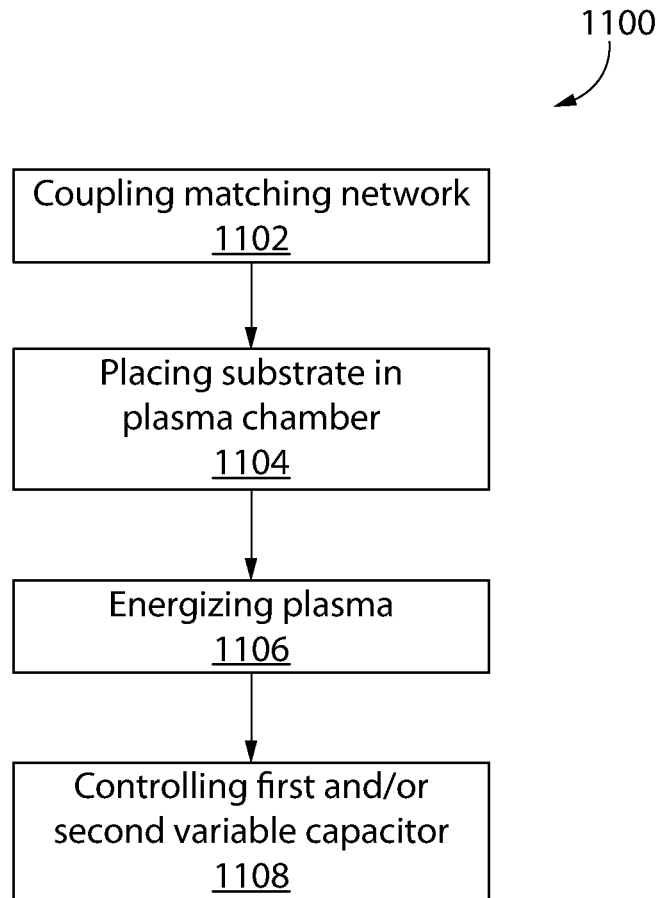 1100
Coupling matching network
1102
Placing substrate in
plasma chamber
1104
Energizing plasma
1106
Controlling first and/or
second variable capacitor
1108